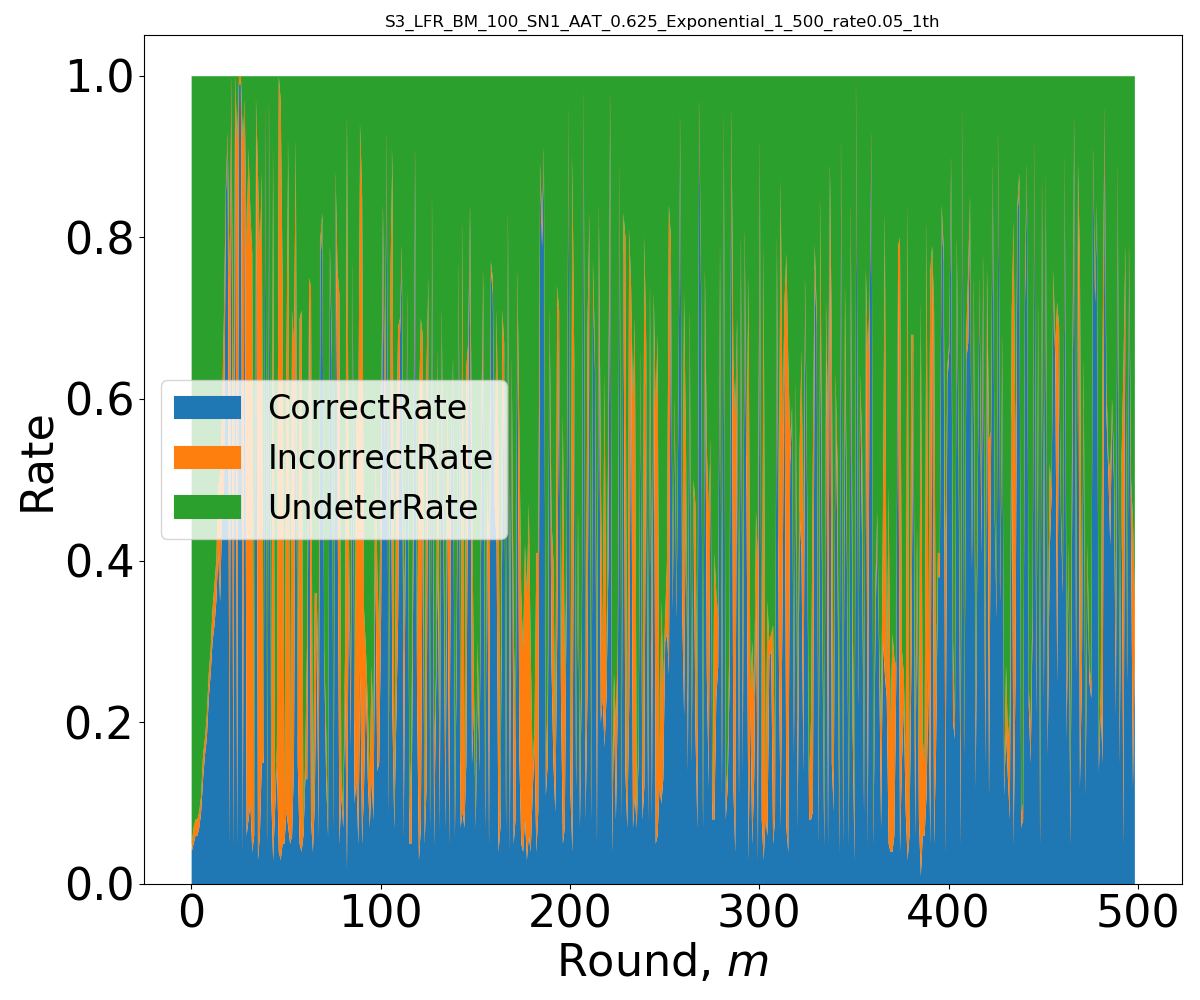 S3_LFR_BM_100_SN1_AAT_0.625_Exponential_1_500_rate0.05_1th
1.0
0.8
0.6
0.4
0.2
0.0
Rate
CorrectRate
IncorrectRate
UndeterRate
0 100 200 300 400 500
Round, m